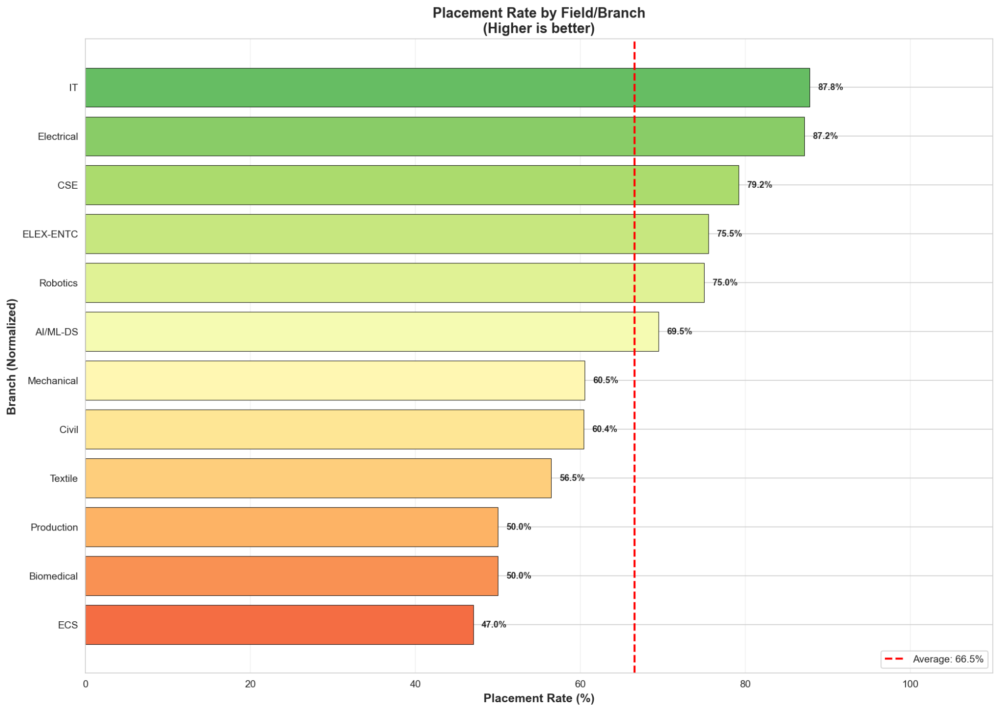 Placement Rate by Field/Branch
(Higher is better)
Branch (Normalized)
IT 87.8%
Electrical 87.2%
CSE 79.2%
ELEX-ENTC 75.5%
Robotics 75.0%
AI/ML-DS 69.5%
Mechanical 60.5%
Civil 60.4%
Textile 56.5%
Production 50.0%
Biomedical 50.0%
ECS 47.0%
Average: 66.5%
0 20 40 60 80 100
Placement Rate (%)